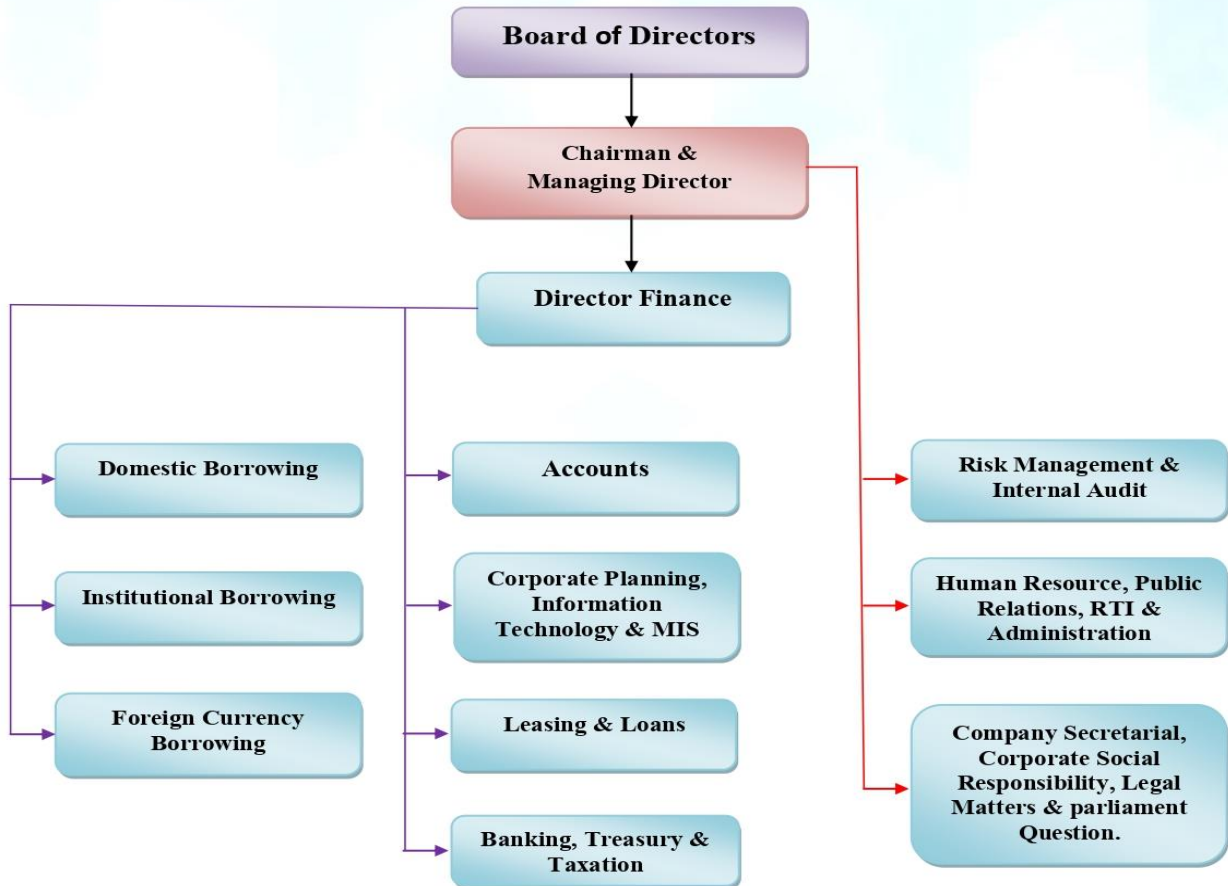 Board of Directors
Chairman &
Managing Director
Director Finance
Domestic Borrowing
Institutional Borrowing
Foreign Currency
Borrowing
Accounts
Corporate Planning,
Information
Technology & MIS
Leasing & Loans
Banking, Treasury &
Taxation
Risk Management &
Internal Audit
Human Resource, Public
Relations, RTI &
Administration
Company Secretarial,
Corporate Social
Responsibility, Legal
Matters & parliament
Question.